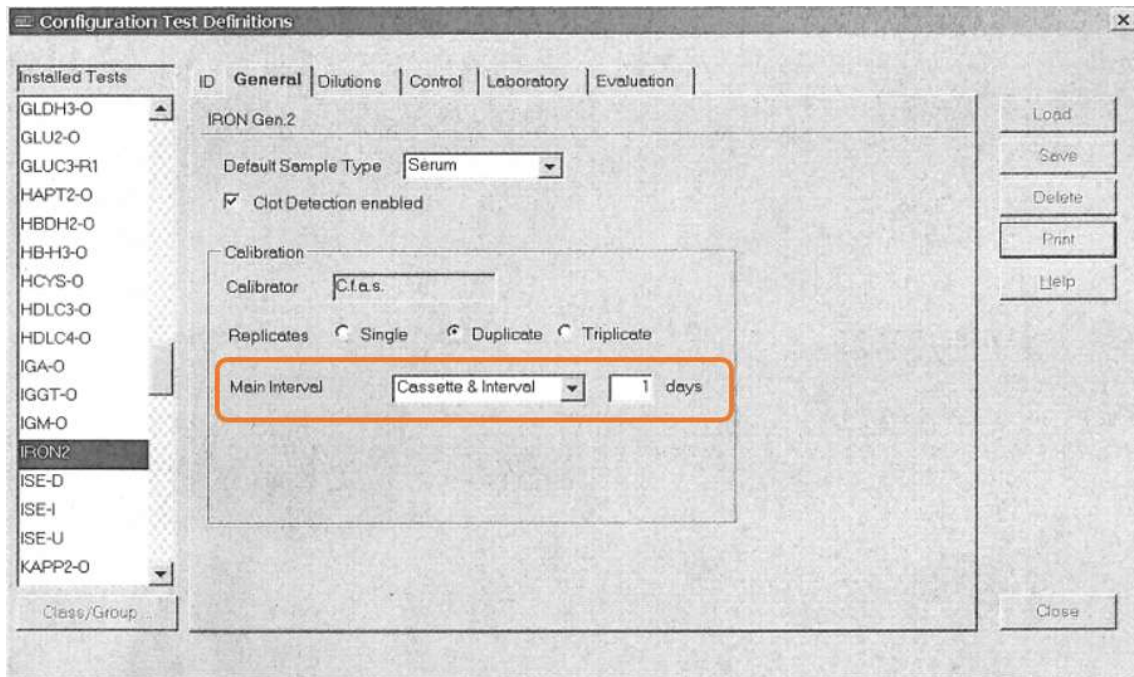 Configuration Test Definitions
Installed Tests
GLDH3-O
GLU2-O
GLUC3-R1
HAPT2-O
HBDH2-O
HB-H3-O
HCYS-O
HDLC3-O
HDLC4-O
IGA-O
IGGT-O
IGM-O
IRON2
ISE-D
ISE-I
ISE-U
KAPP2-O
Class/Group ...
ID General Dilutions Control Laboratory Evaluation
IRON Gen.2
Default Sample Type Serum
Clot Detection enabled
Calibration
Calibrator C.f.a.s.
Replicates Single Duplicate Triplicate
Main Interval Cassette & Interval 1 days
Load
Save
Delete
Print
Help
Close